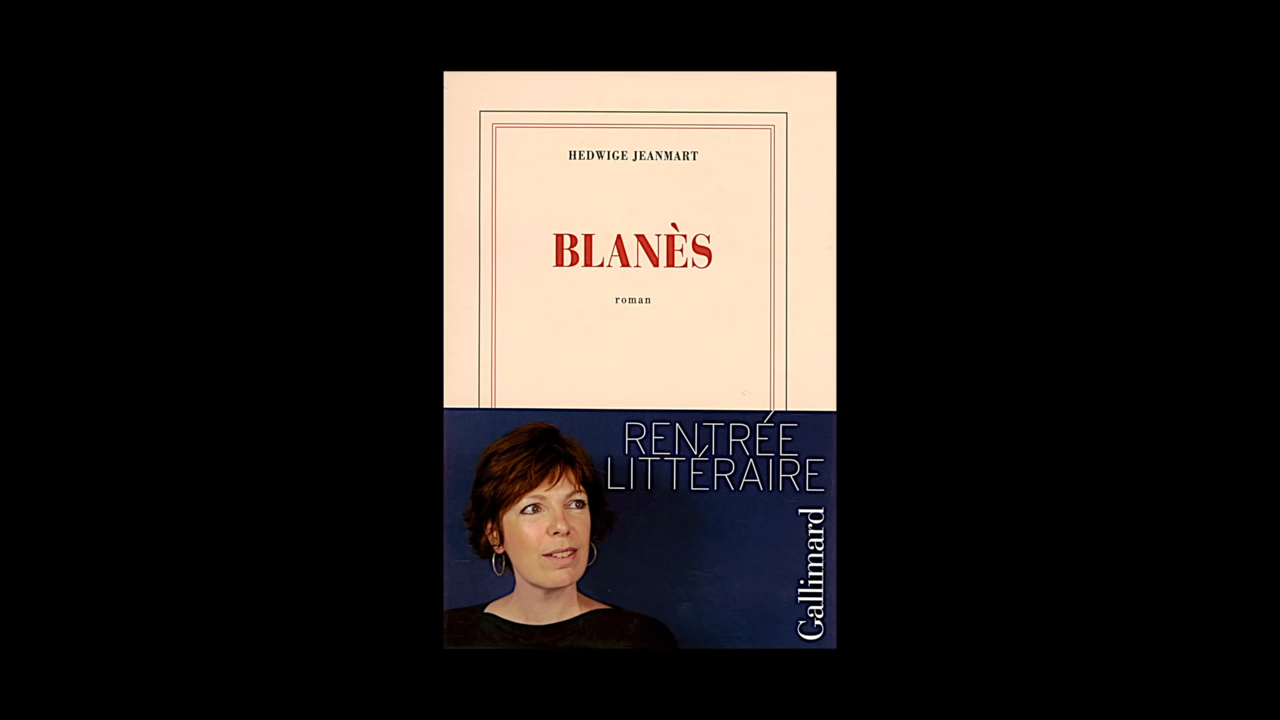 HEDWIGE JEANMART
BLANÈS
roman
RENTRÉE
LITTÉRAIRE
Gallimard